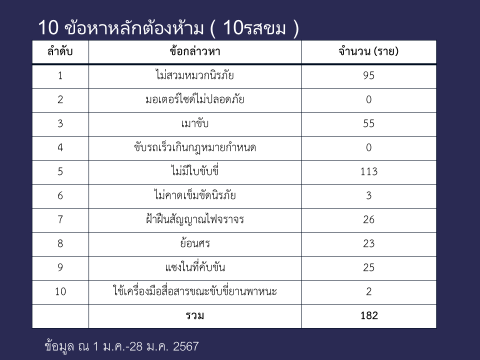 10 ข้อหาหลักต้องห้าม ( 10รสขม )
ลำดับ ข้อกล่าวหา จำนวน (ราย)
1 ไม่สวมหมวกนิรภัย 95
2 มอเตอร์ไซด์ไม่ปลอดภัย 0
3 เมาขับ 55
4 ขับรถเร็วเกินกฎหมายกำหนด 0
5 ไม่มีใบขับขี่ 113
6 ไม่คาดเข็มขัดนิรภัย 3
7 ฝ่าฝืนสัญญาณไฟจราจร 26
8 ย้อนศร 23
9 แซงในที่คับขัน 25
10 ใช้เครื่องมือสื่อสารขณะขับขี่ยานพาหนะ 2
รวม 182
ข้อมูล ณ 1 ม.ค.-28 ม.ค. 2567